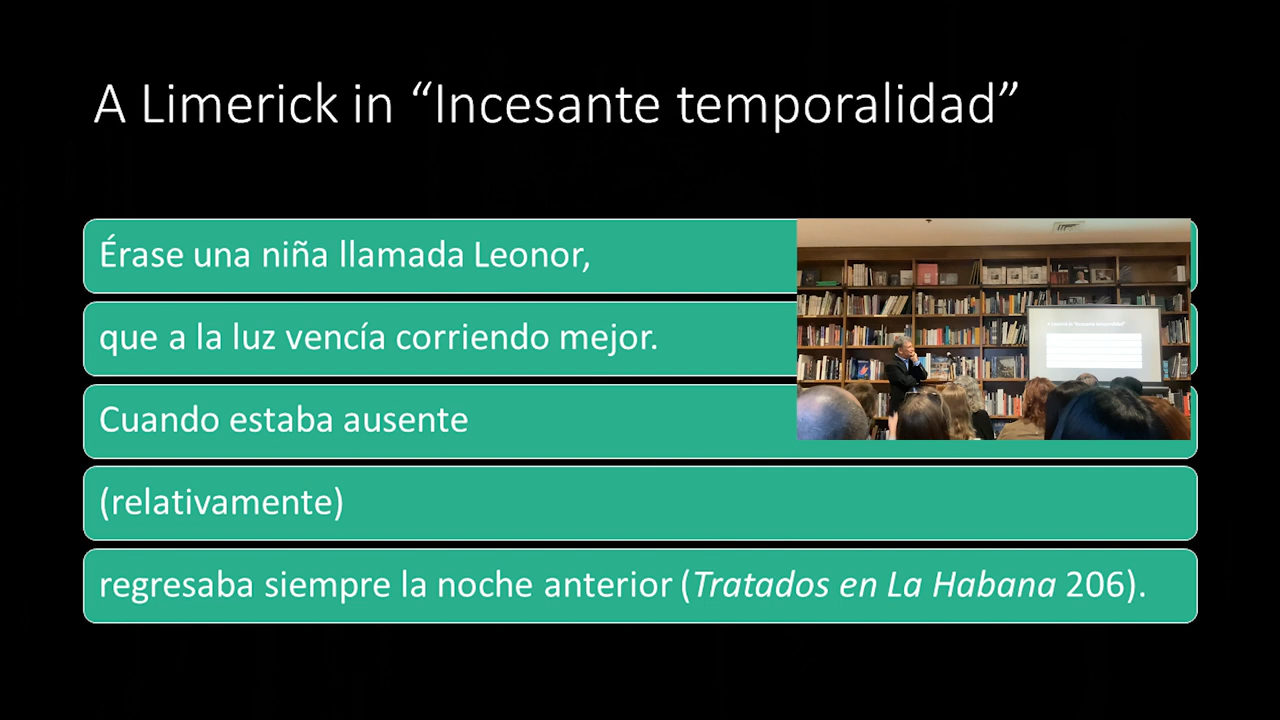 A Limerick in “Incesante temporalidad”
Érase una niña llamada Leonor,
que a la luz vencía corriendo mejor.
Cuando estaba ausente
(relativamente)
regresaba siempre la noche anterior (Tratados en La Habana 206).